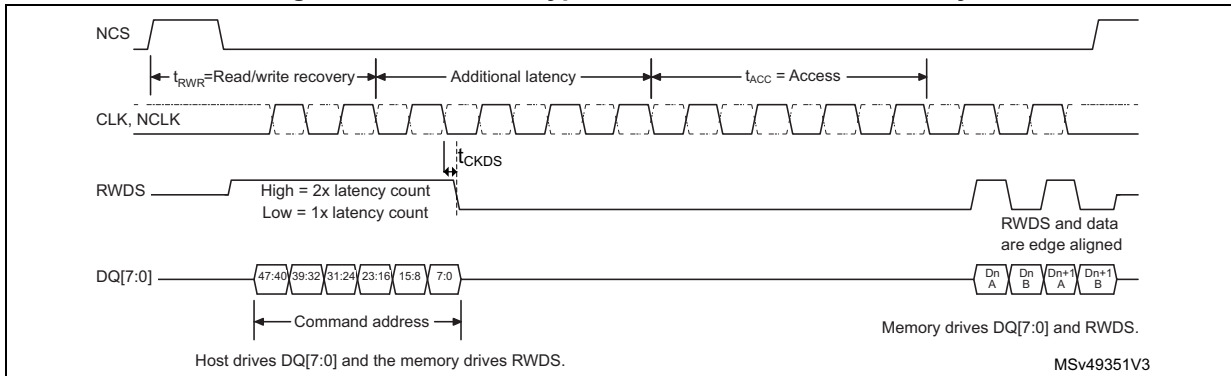 NCS
tRWR=Read/write recovery Additional latency tACC = Access
CLK, NCLK
tCKDS
RWDS High = 2x latency count
Low = 1x latency count
RWDS and data
are edge aligned
DQ[7:0] 47:40 39:32 31:24 23:16 15:8 7:0 Dn Dn Dn+1 Dn+1
A B A B
Command address
Memory drives DQ[7:0] and RWDS.
Host drives DQ[7:0] and the memory drives RWDS.
MSv49351V3